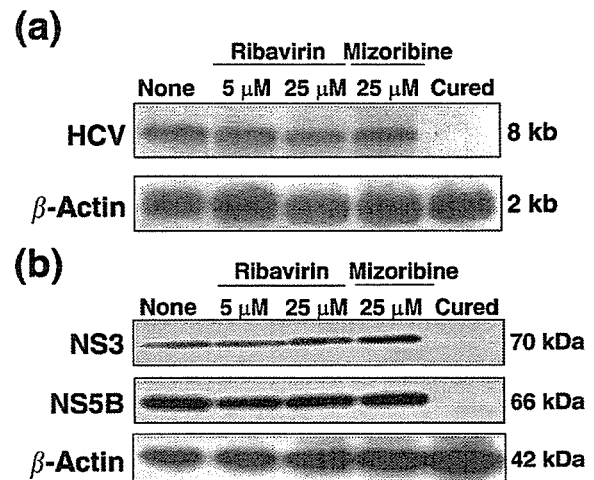 (a)
Ribavirin Mizoribine
None 5 μM 25 μM 25 μM Cured
HCV 8 kb
β-Actin 2 kb
(b)
Ribavirin Mizoribine
None 5 μM 25 μM 25 μM Cured
NS3 70 kDa
NS5B 66 kDa
β-Actin 42 kDa